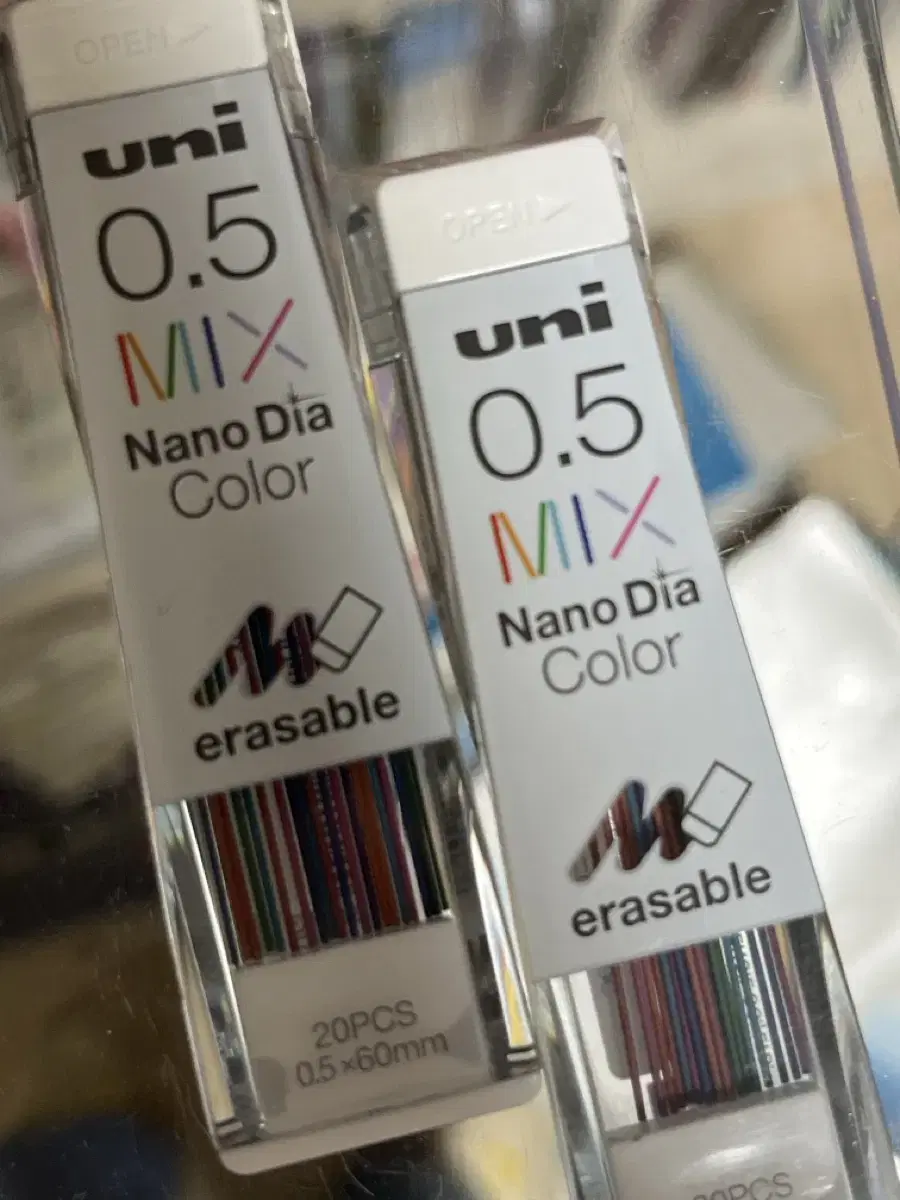 OPEN
uni
0.5
MIX
Nano Dia
Color
erasable
20PCS
0.5×60mm
OPEN
uni
0.5
MIX
Nano Dia
Color
erasable
20PCS